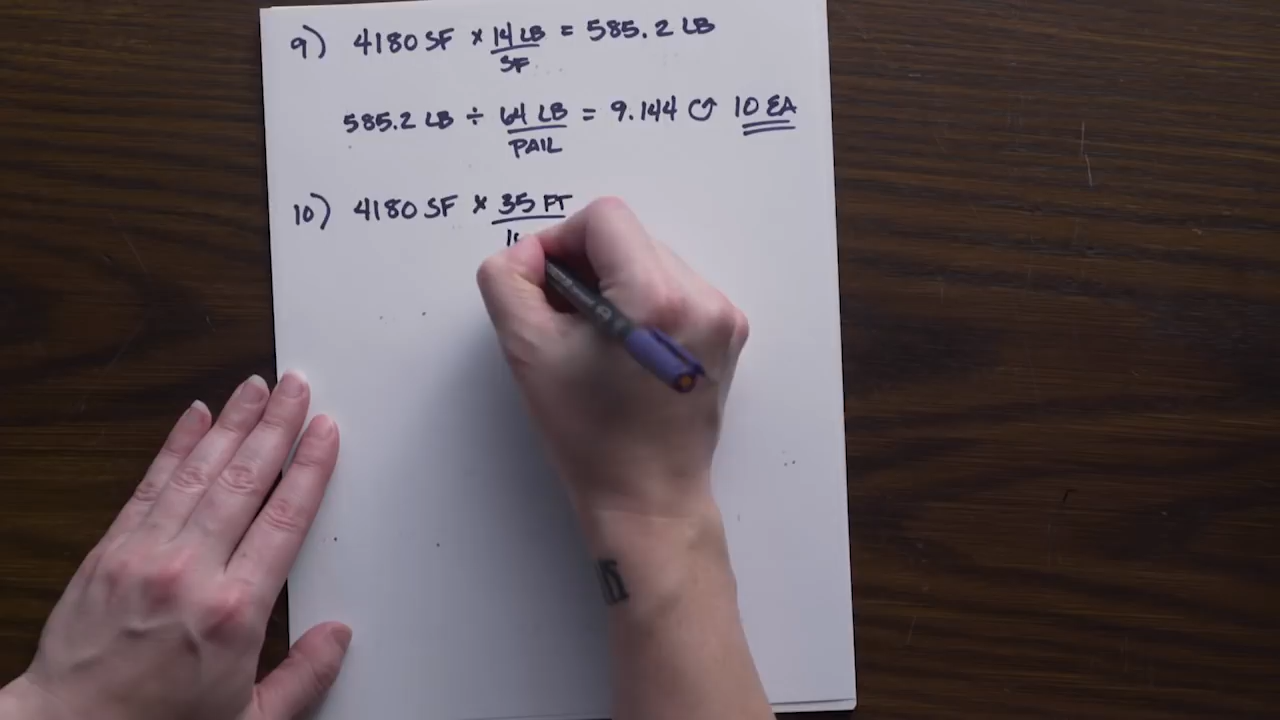 9) 4180 SF × 14 LB = 585.2 LB
SF
585.2 LB ÷ 64 LB = 9.144 ↺ 10 EA
PAIL
10) 4180 SF × 35 FT